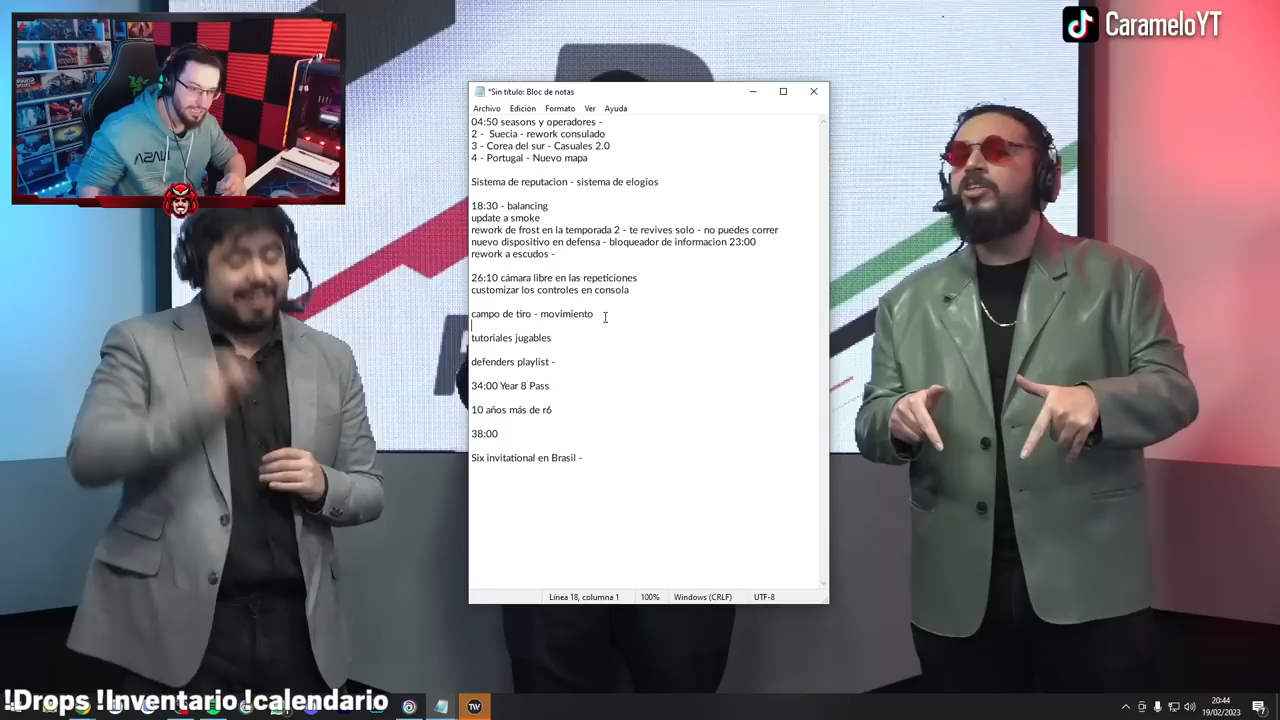 CarameloYT
*Sin título: Bloc de notas
Archivo Edición Formato Ver Ayuda
04:50 seasons y operadores -
2 - Suecia - rework consulado
3 - Corea del sur - Casuales 2.0
4 - Portugal - Nuevo mapa
Sistema de reputacion - sistema de elogios
18:30 - balancing
update a smoke
rework de frost en la temporada 2 - te revives solo - no puedes correr
nuevo dispositivo en defensa - bloqueador de informacion 23:00
rework a escudos -
26:10 cámara libre en las repeticiones
customizar los controles en consola
campo de tiro - movimiento
tutoriales jugables
defenders playlist -
34:00 Year 8 Pass
10 años más de r6
38:00
Six invitational en Brasil -
Línea 18, columna 1 100% Windows (CRLF) UTF-8
!Drops !Inventario !calendario
TW
20:44
19/02/2023